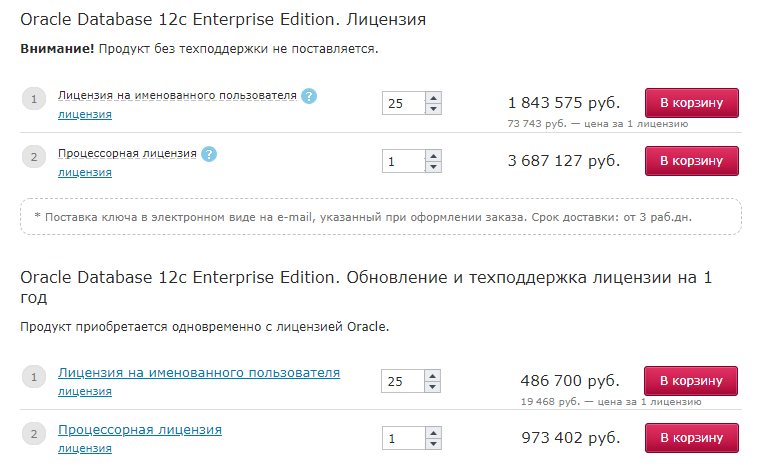 Oracle Database 12c Enterprise Edition. Лицензия
Внимание! Продукт без техподдержки не поставляется.
1 Лицензия на именованного пользователя ? 25 1 843 575 руб. В корзину
лицензия 73 743 руб. — цена за 1 лицензию
2 Процессорная лицензия ? 1 3 687 127 руб. В корзину
лицензия
* Поставка ключа в электронном виде на e-mail, указанный при оформлении заказа. Срок доставки: от 3 раб.дн.
Oracle Database 12c Enterprise Edition. Обновление и техподдержка лицензии на 1
год
Продукт приобретается одновременно с лицензией Oracle.
1 Лицензия на именованного пользователя 25 486 700 руб. В корзину
лицензия 19 468 руб. — цена за 1 лицензию
2 Процессорная лицензия 1 973 402 руб. В корзину
лицензия